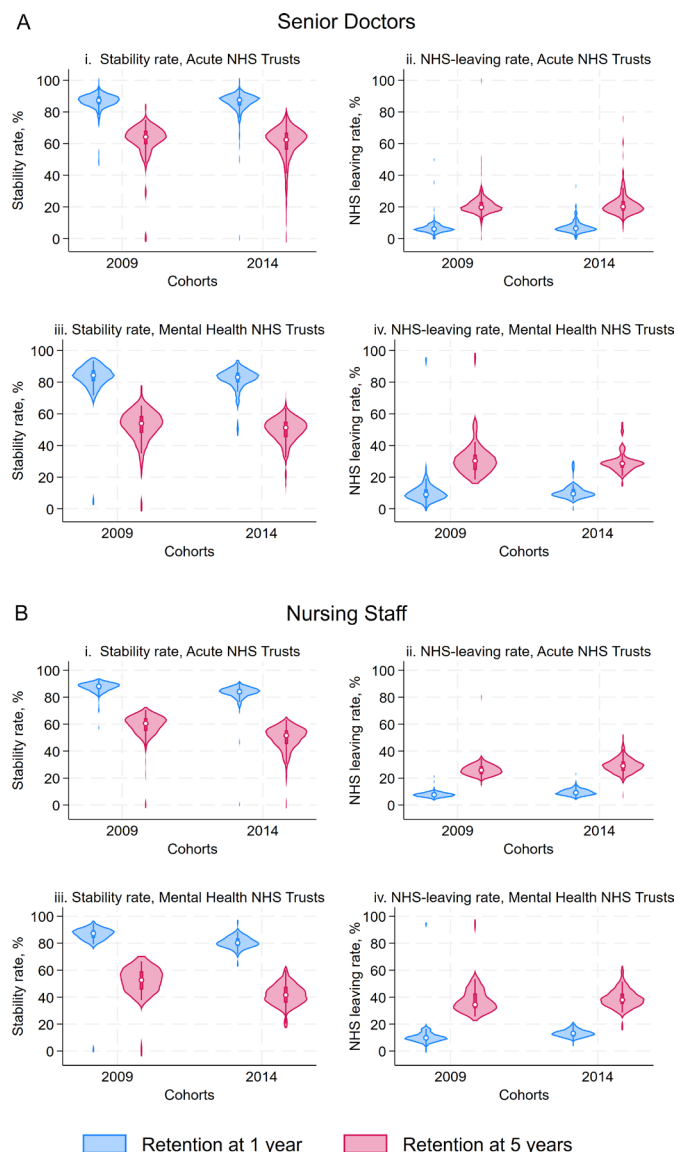 A
Senior Doctors
i. Stability rate, Acute NHS Trusts
Stability rate, %
100
80
60
40
20
0
2009
2014
Cohorts
ii. NHS-leaving rate, Acute NHS Trusts
NHS leaving rate, %
100
80
60
40
20
0
2009
2014
Cohorts
iii. Stability rate, Mental Health NHS Trusts
Stability rate, %
100
80
60
40
20
0
2009
2014
Cohorts
iv. NHS-leaving rate, Mental Health NHS Trusts
NHS leaving rate, %
100
80
60
40
20
0
2009
2014
Cohorts
B
Nursing Staff
i. Stability rate, Acute NHS Trusts
Stability rate, %
100
80
60
40
20
0
2009
2014
Cohorts
ii. NHS-leaving rate, Acute NHS Trusts
NHS leaving rate, %
100
80
60
40
20
0
2009
2014
Cohorts
iii. Stability rate, Mental Health NHS Trusts
Stability rate, %
100
80
60
40
20
0
2009
2014
Cohorts
iv. NHS-leaving rate, Mental Health NHS Trusts
NHS leaving rate, %
100
80
60
40
20
0
2009
2014
Cohorts
Retention at 1 year
Retention at 5 years